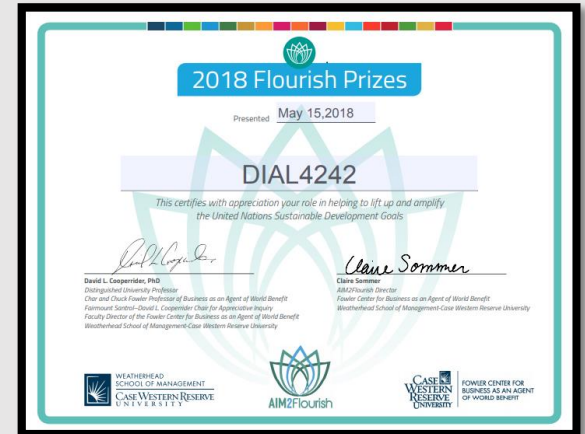 2018 Flourish Prizes
Presented May 15,2018
DIAL4242
This certifies with appreciation your role in helping to lift up and amplify
the United Nations Sustainable Development Goals
David L. Cooperrider, PhD
Distinguished University Professor
Char and Chuck Fowler Professor of Business as an Agent of World Benefit
Fairmount Santrol–David L. Cooperrider Chair for Appreciative Inquiry
Faculty Director of the Fowler Center for Business as an Agent of World Benefit
Weatherhead School of Management-Case Western Reserve University
Claire Sommer
Claire Sommer
AIM2Flourish Director
Fowler Center for Business as an Agent of World Benefit
Weatherhead School of Management-Case Western Reserve University
WEATHERHEAD
SCHOOL OF MANAGEMENT
CASE WESTERN RESERVE
UNIVERSITY
AIM2Flourish
CASE
WESTERN
RESERVE
UNIVERSITY
FOWLER CENTER FOR
BUSINESS AS AN AGENT
OF WORLD BENEFIT